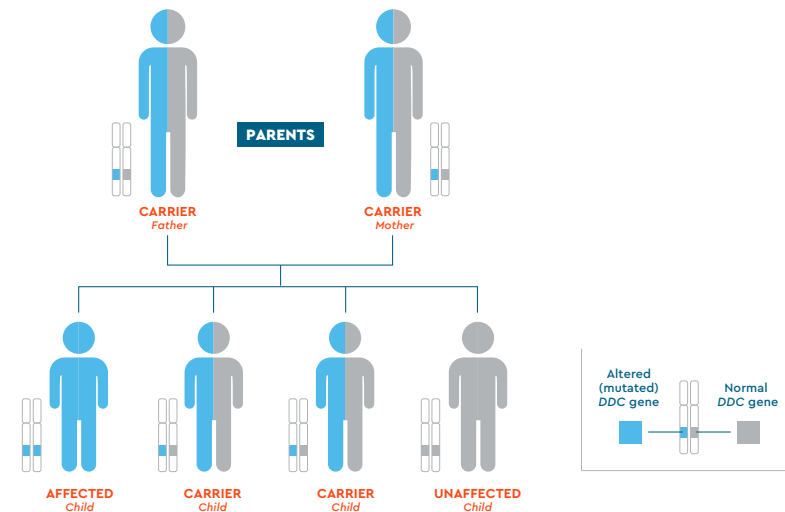 PARENTS
CARRIER
Father
CARRIER
Mother
AFFECTED
Child
CARRIER
Child
CARRIER
Child
UNAFFECTED
Child
Altered
(mutated)
DDC gene
Normal
DDC gene